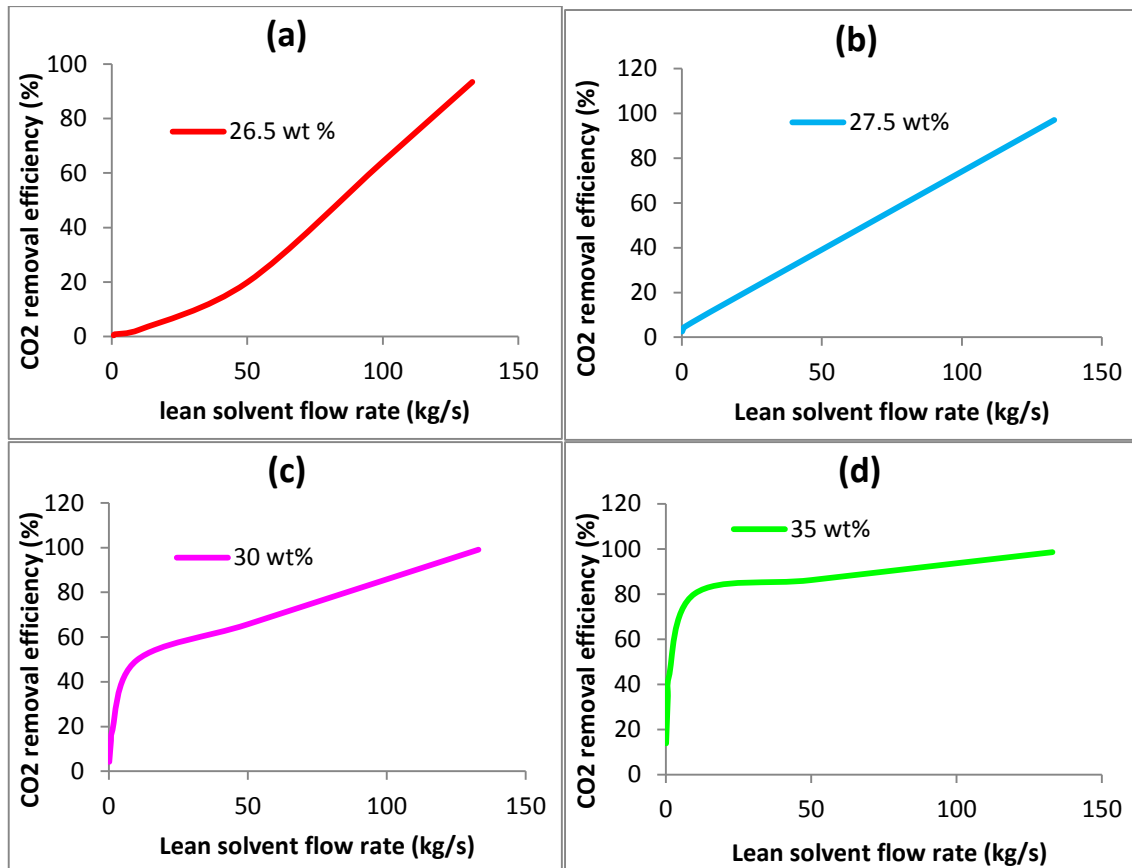 (a)
CO2 removal efficiency (%)
100
80
60
40
20
0
26.5 wt %
0 50 100 150
lean solvent flow rate (kg/s)
(b)
CO2 removal efficiency (%)
120
100
80
60
40
20
0
27.5 wt%
0 50 100 150
Lean solvent flow rate (kg/s)
(c)
CO2 removal efficiency (%)
120
100
80
60
40
20
0
30 wt%
0 50 100 150
Lean solvent flow rate (kg/s)
(d)
CO2 removal efficiency (%)
120
100
80
60
40
20
0
35 wt%
0 50 100 150
Lean solvent flow rate (kg/s)